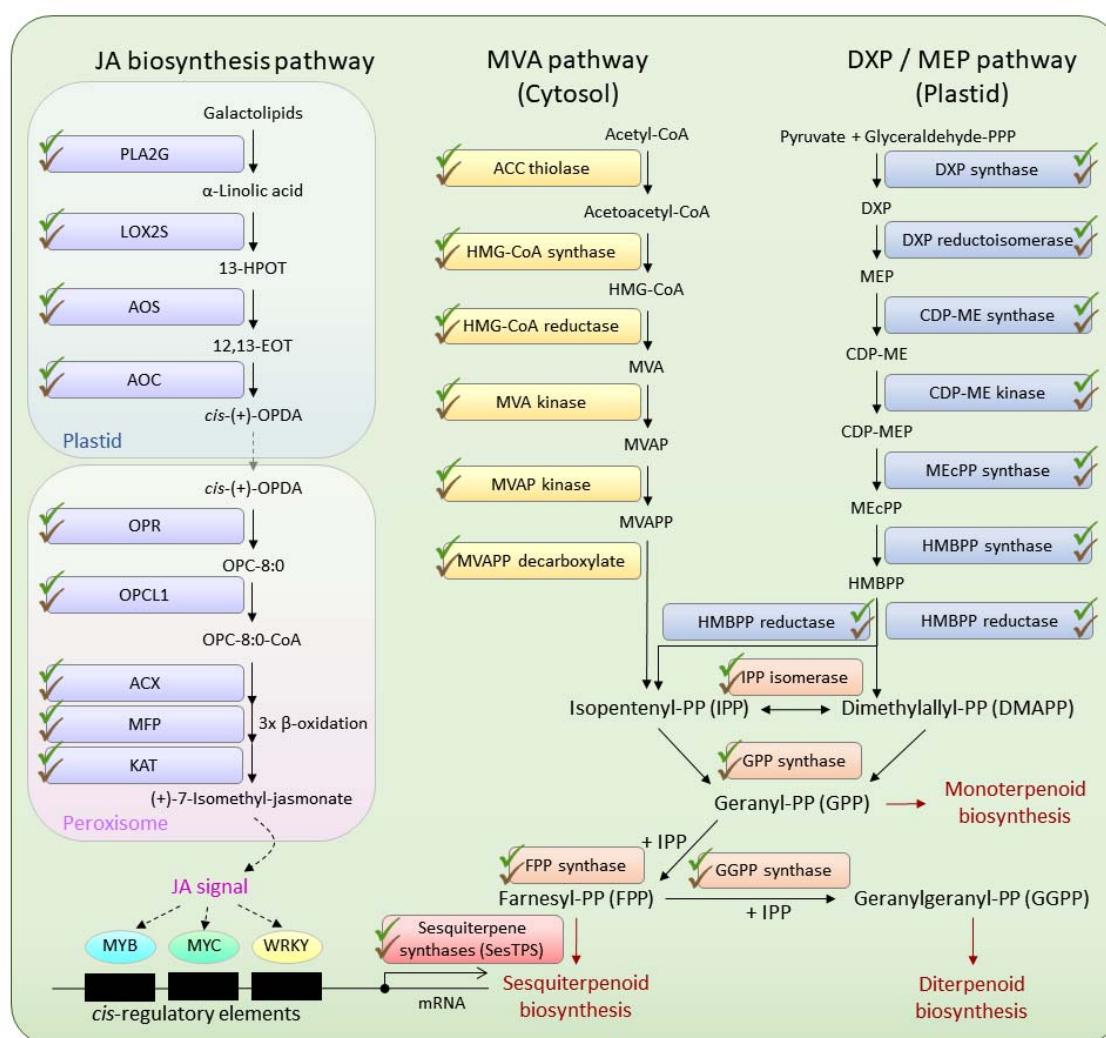 JA biosynthesis pathway
Galactolipids
PLA2G
α-Linolic acid
LOX2S
13-HPOT
AOS
12,13-EOT
AOC
cis-(+)-OPDA
Plastid
cis-(+)-OPDA
OPR
OPC-8:0
OPCL1
OPC-8:0-CoA
ACX
MFP
3x β-oxidation
KAT
(+)-7-Isomethyl-jasmonate
Peroxisome
JA signal
MYB
MYC
WRKY
cis-regulatory elements
mRNA
MVA pathway
(Cytosol)
Acetyl-CoA
ACC thiolase
Acetoacetyl-CoA
HMG-CoA synthase
HMG-CoA
HMG-CoA reductase
MVA
MVA kinase
MVAP
MVAP kinase
MVAPP
MVAPP decarboxylate
DXP / MEP pathway
(Plastid)
Pyruvate + Glyceraldehyde-PPP
DXP synthase
DXP
DXP reductoisomerase
MEP
CDP-ME synthase
CDP-ME
CDP-ME kinase
CDP-MEP
MEcPP synthase
MEcPP
HMBPP synthase
HMBPP
HMBPP reductase
HMBPP reductase
IPP isomerase
Isopentenyl-PP (IPP)
Dimethylallyl-PP (DMAPP)
GPP synthase
Geranyl-PP (GPP)
Monoterpenoid
biosynthesis
+ IPP
FPP synthase
GGPP synthase
Farnesyl-PP (FPP)
+ IPP
Geranylgeranyl-PP (GGPP)
Sesquiterpene
synthases (SesTPS)
Sesquiterpenoid
biosynthesis
Diterpenoid
biosynthesis